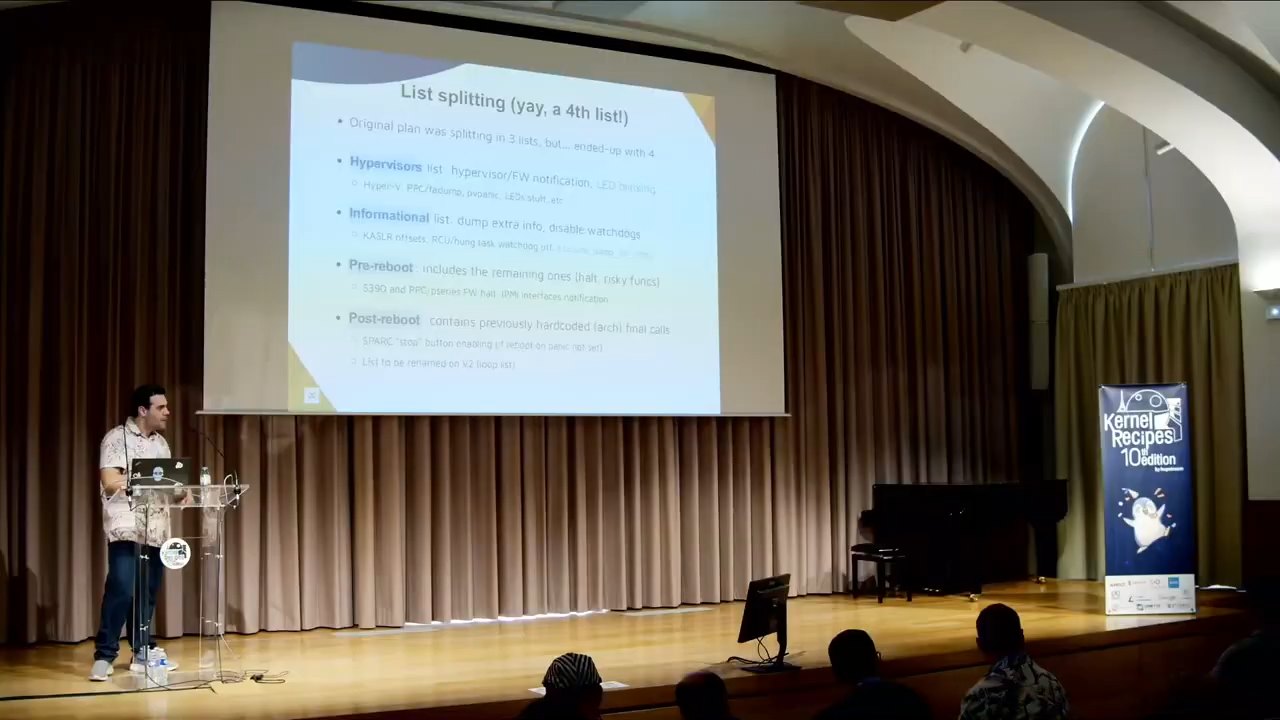 List splitting (yay, a 4th list!)
• Original plan was splitting in 3 lists, but... ended-up with 4
• Hypervisors list: hypervisor/FW notification, LED blinking
○ Hyper-V, PPC/fadump, pvpanic, LEDs stuff, etc
• Informational list: dump extra info, disable watchdogs
○ KASLR offsets, RCU/hung task watchdog off,
• Pre-reboot: includes the remaining ones (halt, risky funcs)
○ S390 and PPC/pseries FW halt, IPMI interfaces notification
• Post-reboot: contains previously hardcoded (arch) final calls
○ SPARC "stop" button enabling (if reboot on panic not set)
○ List to be renamed on V2 (loop list)
Kernel
Recipes
10th edition